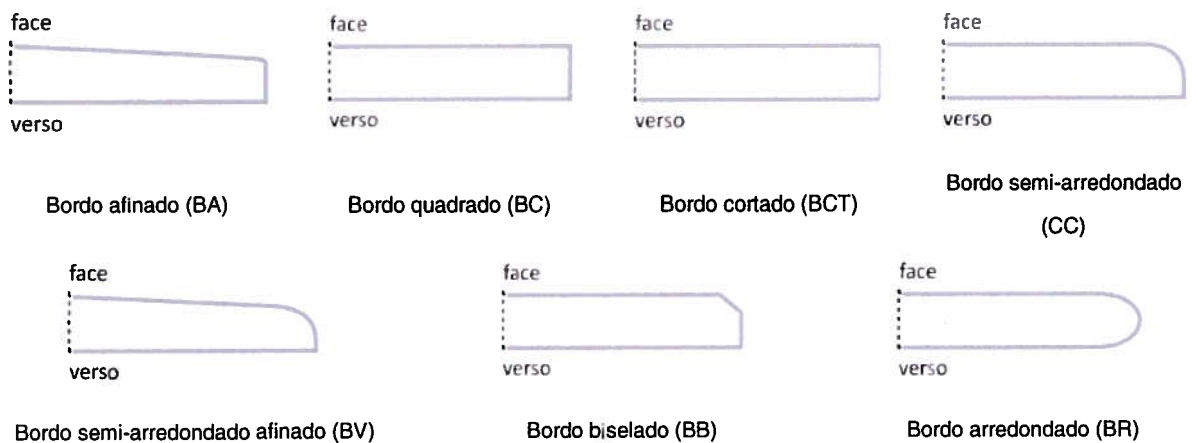 face
verso
Bordo afinado (BA)
face
verso
Bordo quadrado (BC)
face
verso
Bordo cortado (BCT)
face
verso
Bordo semi-arredondado
(CC)
face
verso
Bordo semi-arredondado afinado (BV)
face
verso
Bordo biselado (BB)
face
verso
Bordo arredondado (BR)